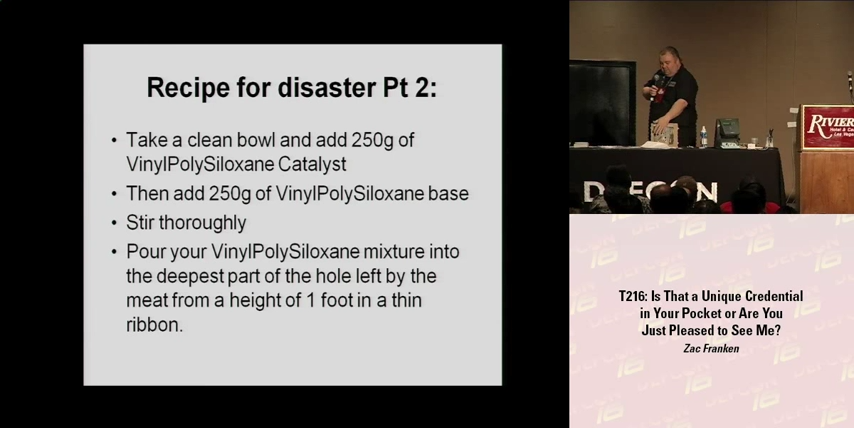 Recipe for disaster Pt 2:
• Take a clean bowl and add 250g of
VinylPolySiloxane Catalyst
• Then add 250g of VinylPolySiloxane base
• Stir thoroughly
• Pour your VinylPolySiloxane mixture into
the deepest part of the hole left by the
meat from a height of 1 foot in a thin
ribbon.
T216: Is That a Unique Credential
in Your Pocket or Are You
Just Pleased to See Me?
Zac Franken